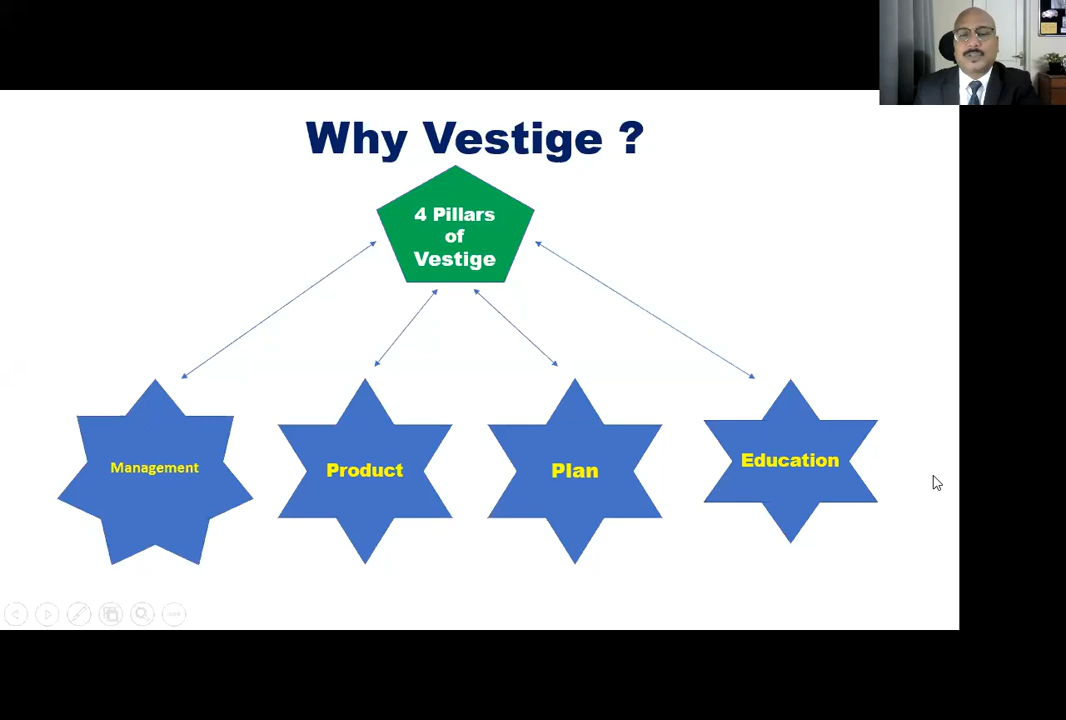 Why Vestige ?
4 Pillars
of
Vestige
Management
Product
Plan
Education